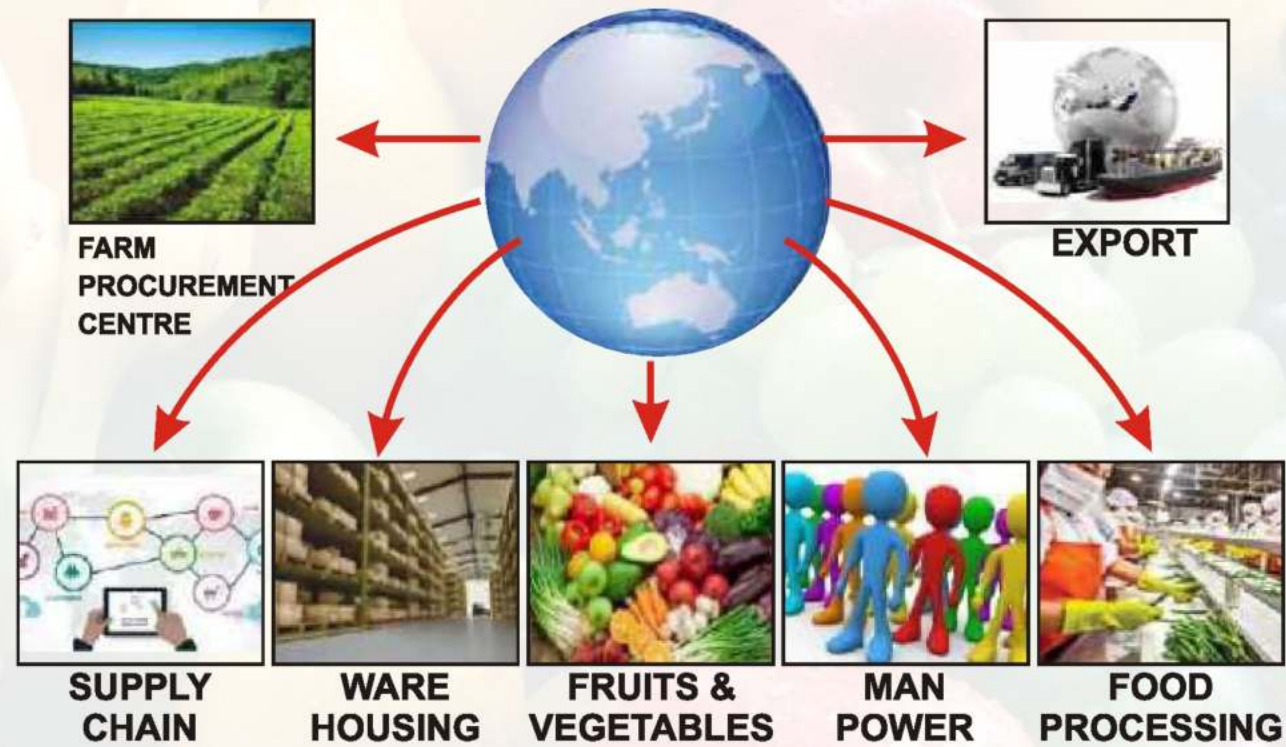 FARM
PROCUREMENT
CENTRE
EXPORT
SUPPLY
CHAIN
WARE
HOUSING
FRUITS &
VEGETABLES
MAN
POWER
FOOD
PROCESSING